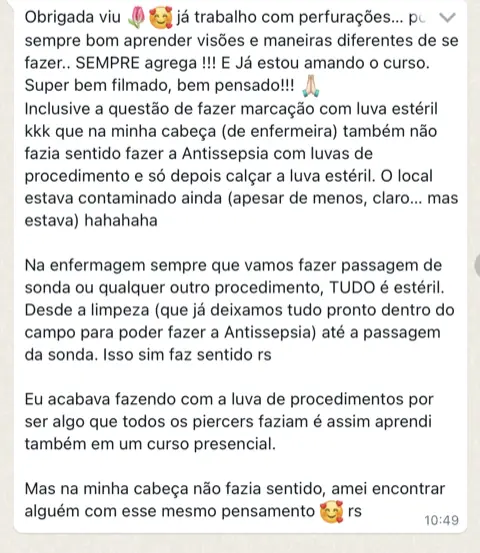 Obrigada viu 🌷🥰 já trabalho com perfurações...
sempre bom aprender visões e maneiras diferentes de se
fazer.. SEMPRE agrega !!! E Já estou amando o curso.
Super bem filmado, bem pensado!!! 🙏🏻
Inclusive a questão de fazer marcação com luva estéril
kkk que na minha cabeça (de enfermeira) também não
fazia sentido fazer a Antissepsia com luvas de
procedimento e só depois calçar a luva estéril. O local
estava contaminado ainda (apesar de menos, claro... mas
estava) hahahaha
Na enfermagem sempre que vamos fazer passagem de
sonda ou qualquer outro procedimento, TUDO é estéril.
Desde a limpeza (que já deixamos tudo pronto dentro do
campo para poder fazer a Antissepsia) até a passagem
da sonda. Isso sim faz sentido rs
Eu acabava fazendo com a luva de procedimentos por
ser algo que todos os piercers faziam é assim aprendi
também em um curso presencial.
Mas na minha cabeça não fazia sentido, amei encontrar
alguém com esse mesmo pensamento 🥰 rs
10:49